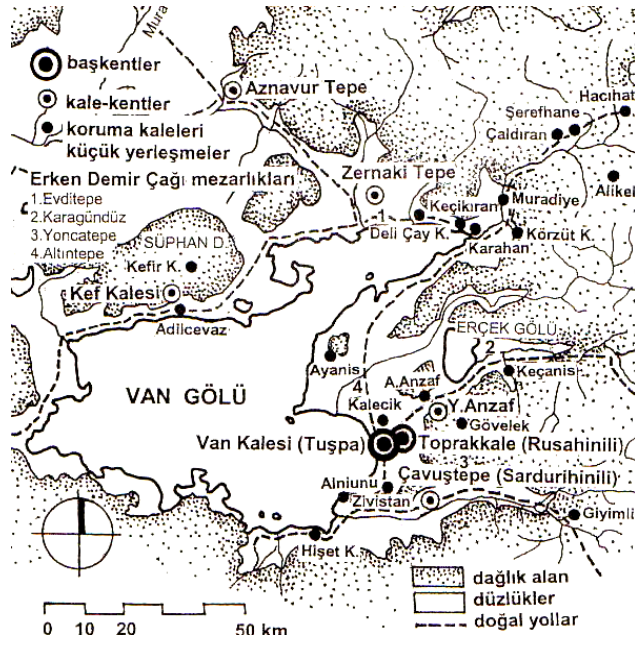 Mura
başkentler
kale-kentler
koruma kaleleri
küçük yerleşmeler
Erken Demir Çağı mezarlıkları
1.Evditepe
2.Karagündüz
3.Yoncatepe
4.Altıntepe
Aznavur Tepe
Hacıhat
Şerefhane
Çaldıran
Zernaki Tepe
Alikel
Muradiye
Keçikıran
1
Deli Çay K.
Körzüt K.
Karahan
SÜPHAN D.
Kefir K.
Kef Kalesi
Adilcevaz
ERÇEK GÖLÜ
2
Ayanis
Keçanis
4
A.Anzaf
VAN GÖLÜ
Kalecik
Y.Anzaf
Gövelek
Van Kalesi (Tuşpa)
Toprakkale (Rusahinili)
3
Çavuştepe (Sardurihinili)
Alniunu
Zivistan
Giyimli
Hişet K.
dağlık alan
düzlükler
doğal yollar
0 10 20 50 km